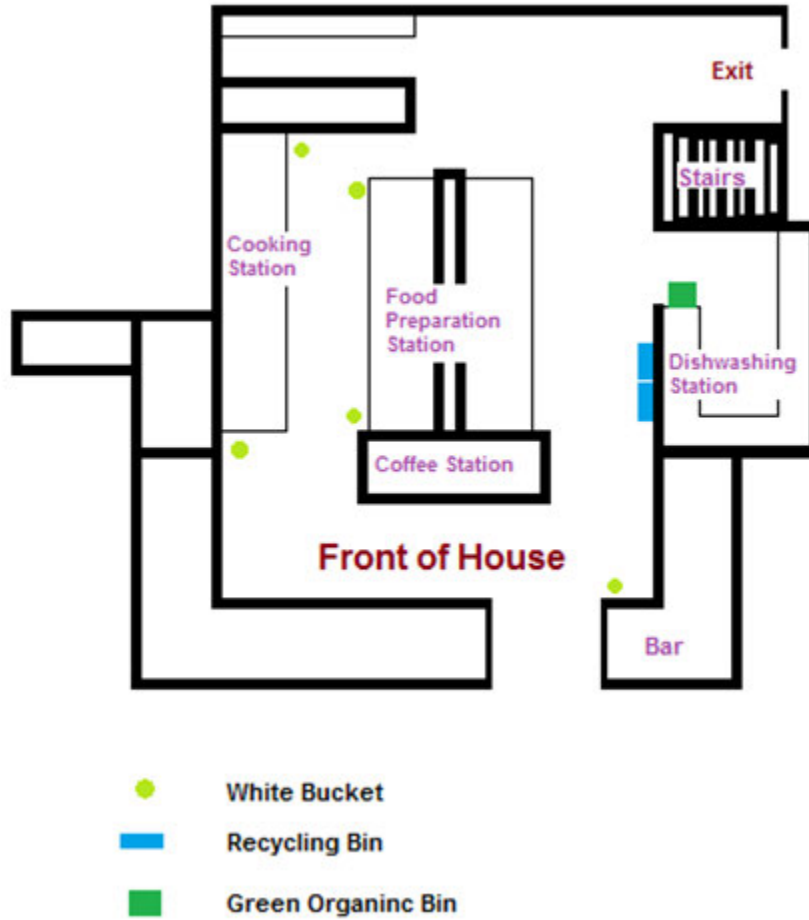 Exit
Stairs
Cooking
Station
Food
Preparation
Station
Dishwashing
Station
Coffee Station
Front of House
Bar
White Bucket
Recycling Bin
Green Organinc Bin